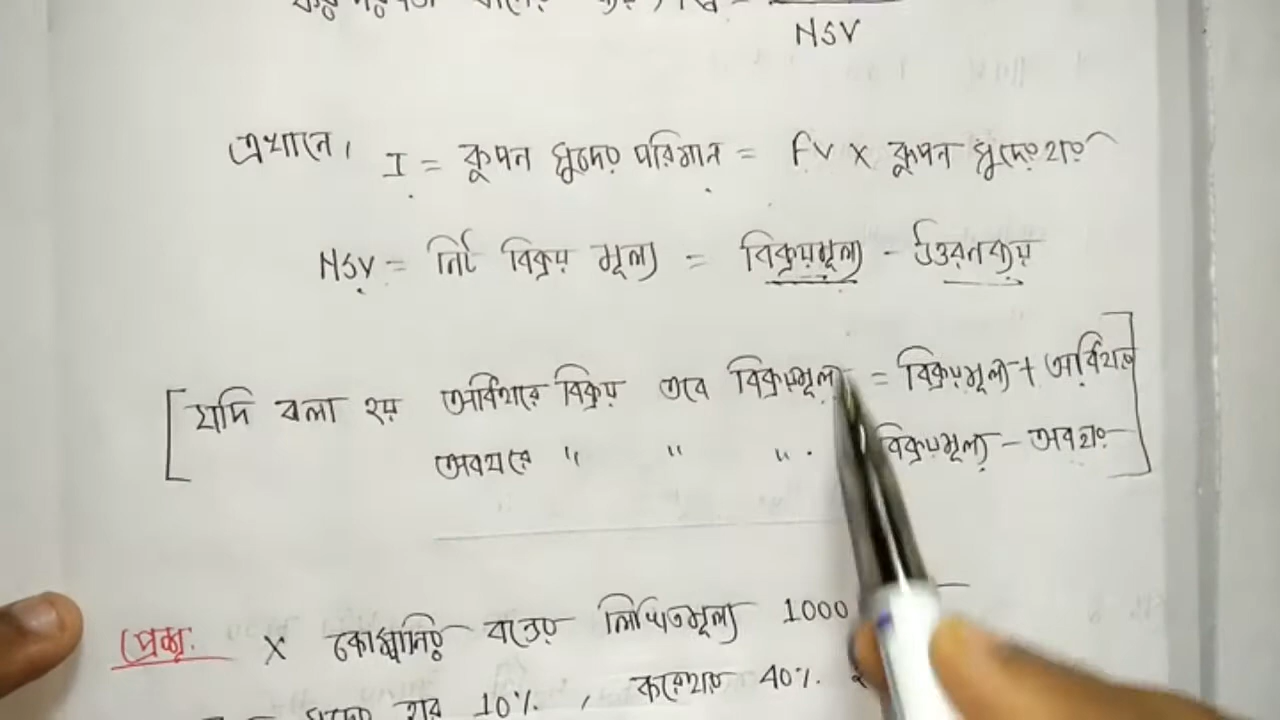 NSV
এখানে, I = কুপন সুদের পরিমান = FV X কুপন সুদের হার
NSV = নিট বিক্রয় মূল্য = বিক্রয়মূল্য - উত্তরনব্যয়
[যদি বলা হয় অধিহারে বিক্রয় তবে বিক্রয়মূল্য = বিক্রয়মূল্য + অধিহার
অবহারে " " " . বিক্রয়মূল্য - অবহার]
প্রশ্ন: X কোম্পানির বন্ডের লিখিতমূল্য 1000
সুদের হার 10%, করেহার 40%.